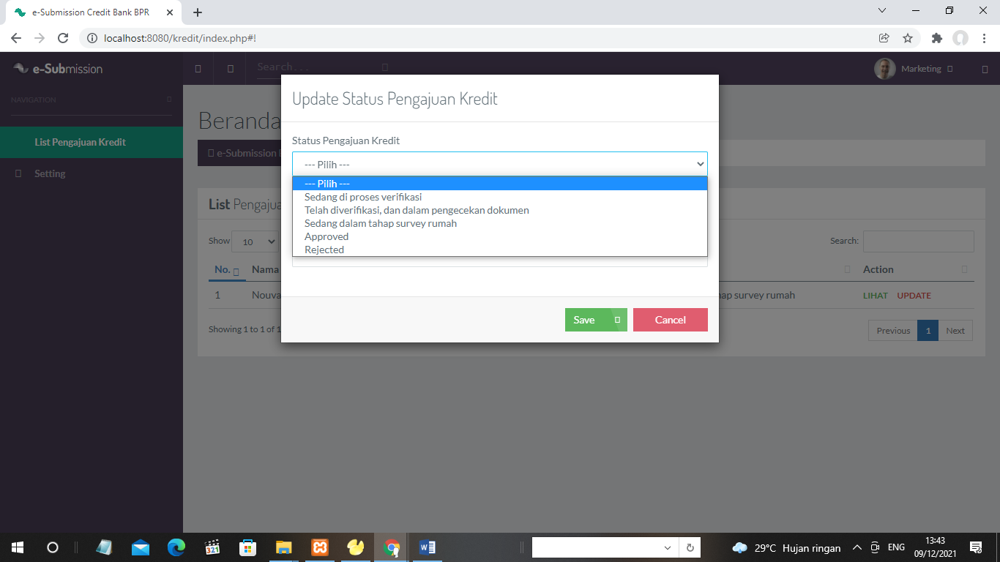 e-Submission Credit Bank BPR
localhost:8080/kredit/index.php#!
e-Submission
Search...
Marketing
NAVIGATION
List Pengajuan Kredit
Setting
Beranda
e-Submission
Update Status Pengajuan Kredit
Status Pengajuan Kredit
--- Pilih ---
--- Pilih ---
Sedang di proses verifikasi
Telah diverifikasi, dan dalam pengecekan dokumen
Sedang dalam tahap survey rumah
Approved
Rejected
Save
Cancel
List Pengajua
Show 10
Search:
No. Nama Action
1 Nouva ap survey rumah LIHAT UPDATE
Showing 1 to 1 of 1
Previous 1 Next
321
29°C Hujan ringan
ENG
13:43
09/12/2021